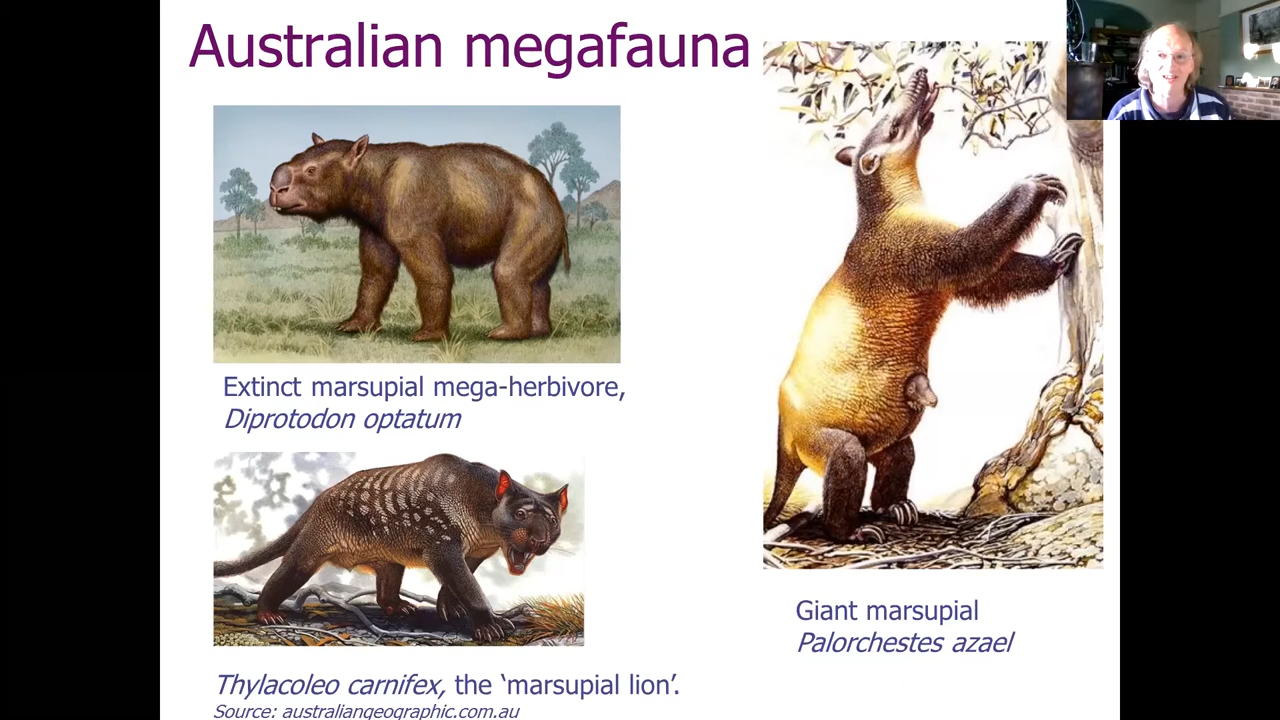 Australian megafauna
Extinct marsupial mega-herbivore,
Diprotodon optatum
Thylacoleo carnifex, the ‘marsupial lion’.
Source: australiangeographic.com.au
Giant marsupial
Palorchestes azael